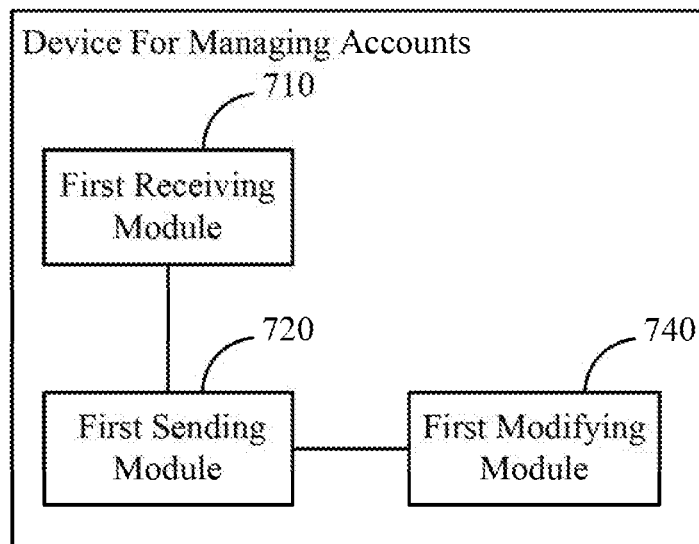 Device For Managing Accounts
710
First Receiving
Module
720
740
First Sending
Module
First Modifying
Module